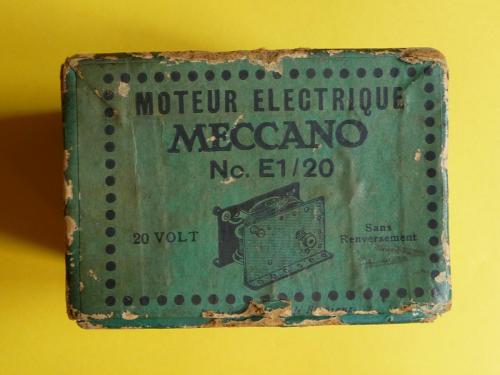 MOTEUR ELECTRIQUE
MECCANO
No. E1/20
20 VOLT
Sans
Renversement